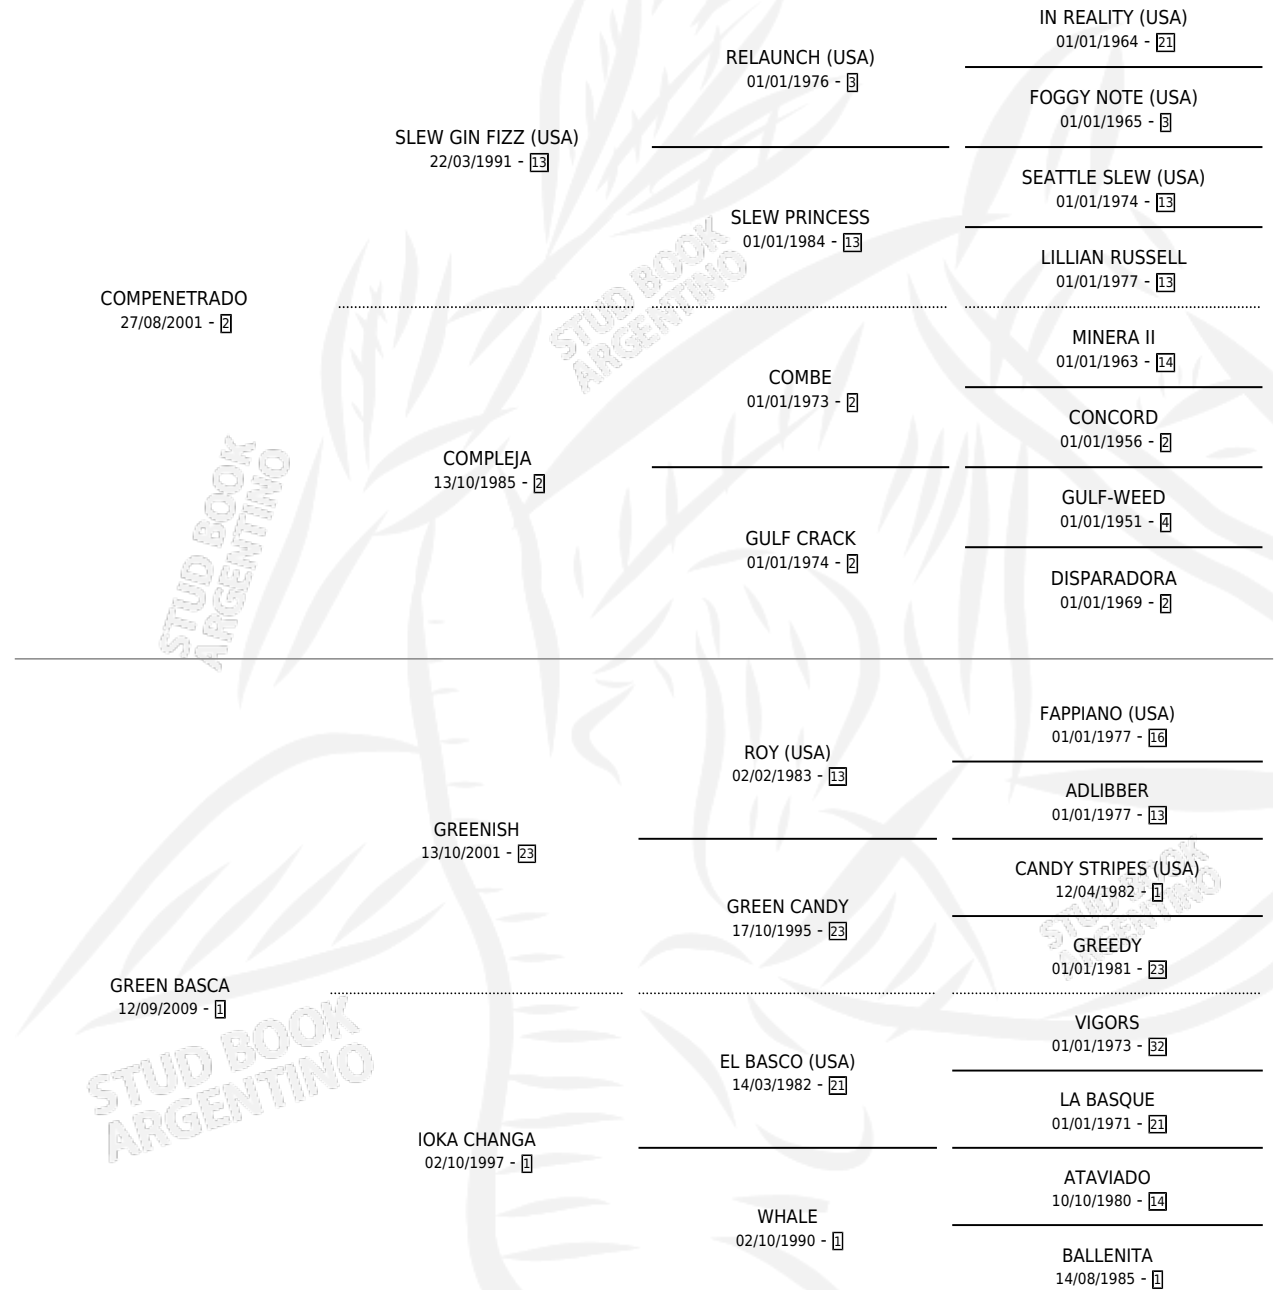 IN REALITY (USA)
01/01/1964 - 21
RELAUNCH (USA)
01/01/1976 - 3
FOGGY NOTE (USA)
01/01/1965 - 3
SLEW GIN FIZZ (USA)
22/03/1991 - 13
SEATTLE SLEW (USA)
01/01/1974 - 13
SLEW PRINCESS
01/01/1984 - 13
LILLIAN RUSSELL
01/01/1977 - 13
STUD BOOK
ARGENTINO
COMPENETRADO
27/08/2001 - 2
MINERA II
01/01/1963 - 14
COMBE
01/01/1973 - 2
CONCORD
01/01/1956 - 2
COMPLEJA
13/10/1985 - 2
GULF-WEED
01/01/1951 - 4
GULF CRACK
01/01/1974 - 2
DISPARADORA
01/01/1969 - 2
STUD BOOK
ARGENTINO
FAPPIANO (USA)
01/01/1977 - 16
ROY (USA)
02/02/1983 - 13
ADLIBBER
01/01/1977 - 13
GREENISH
13/10/2001 - 23
CANDY STRIPES (USA)
12/04/1982 - 1
GREEN CANDY
17/10/1995 - 23
GREEDY
01/01/1981 - 23
STUD BOOK
ARGENTINO
GREEN BASCA
12/09/2009 - 1
VIGORS
01/01/1973 - 32
EL BASCO (USA)
14/03/1982 - 21
LA BASQUE
01/01/1971 - 21
STUD BOOK
ARGENTINO
IOKA CHANGA
02/10/1997 - 1
ATAVIADO
10/10/1980 - 14
WHALE
02/10/1990 - 1
BALLENITA
14/08/1985 - 1